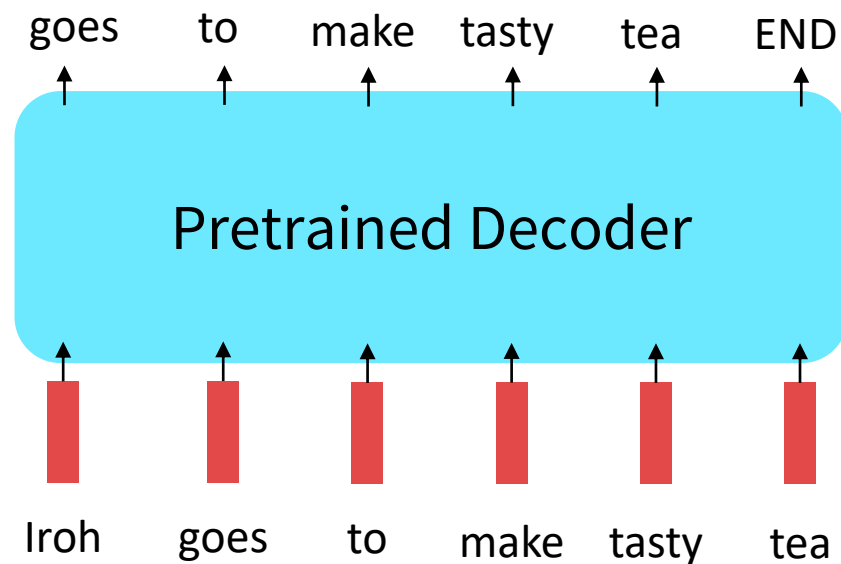 goes to make tasty tea END
Pretrained Decoder
Iroh goes to make tasty tea